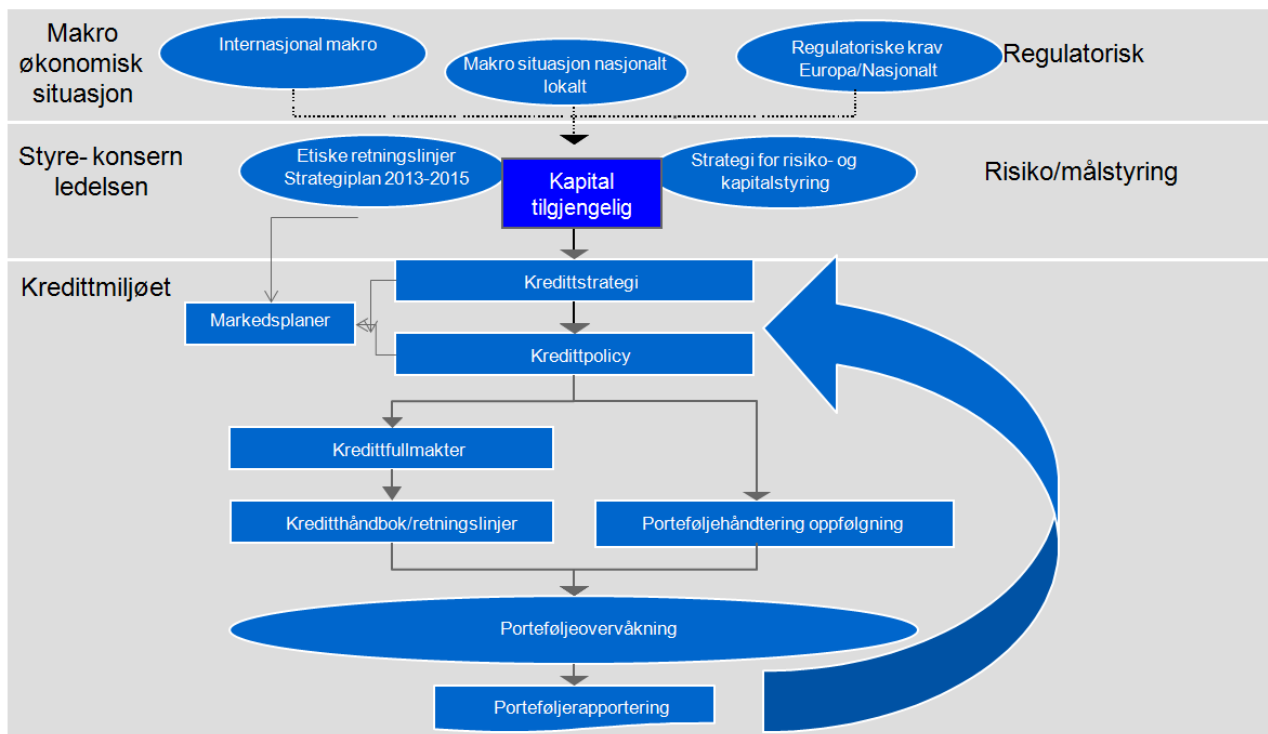 Makro
økonomisk
situasjon
Internasjonal makro
Makro situasjon nasjonalt
lokalt
Regulatoriske krav
Europa/Nasjonalt
Regulatorisk
Styre- konsern
ledelsen
Etiske retningslinjer
Strategiplan 2013-2015
Kapital
tilgjengelig
Strategi for risiko- og
kapitalstyring
Risiko/målstyring
Kredittmiljøet
Kredittstrategi
Markedsplaner
Kredittpolicy
Kredittfullmakter
Kreditthåndbok/retningslinjer
Porteføljehåndtering oppfølgning
Porteføljeovervåkning
Porteføljerapportering